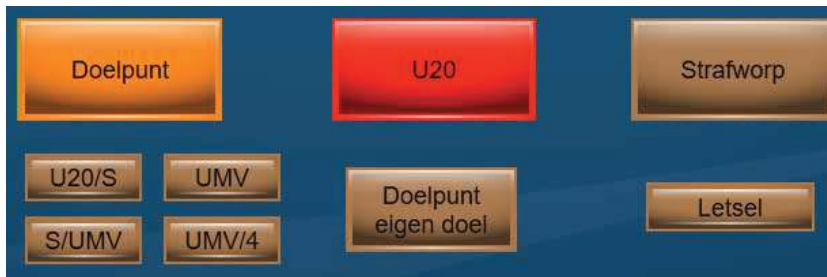 Doelpunt
U20
Strafworp
U20/S
UMV
Doelpunt
eigen doel
Letsel
S/UMV
UMV/4